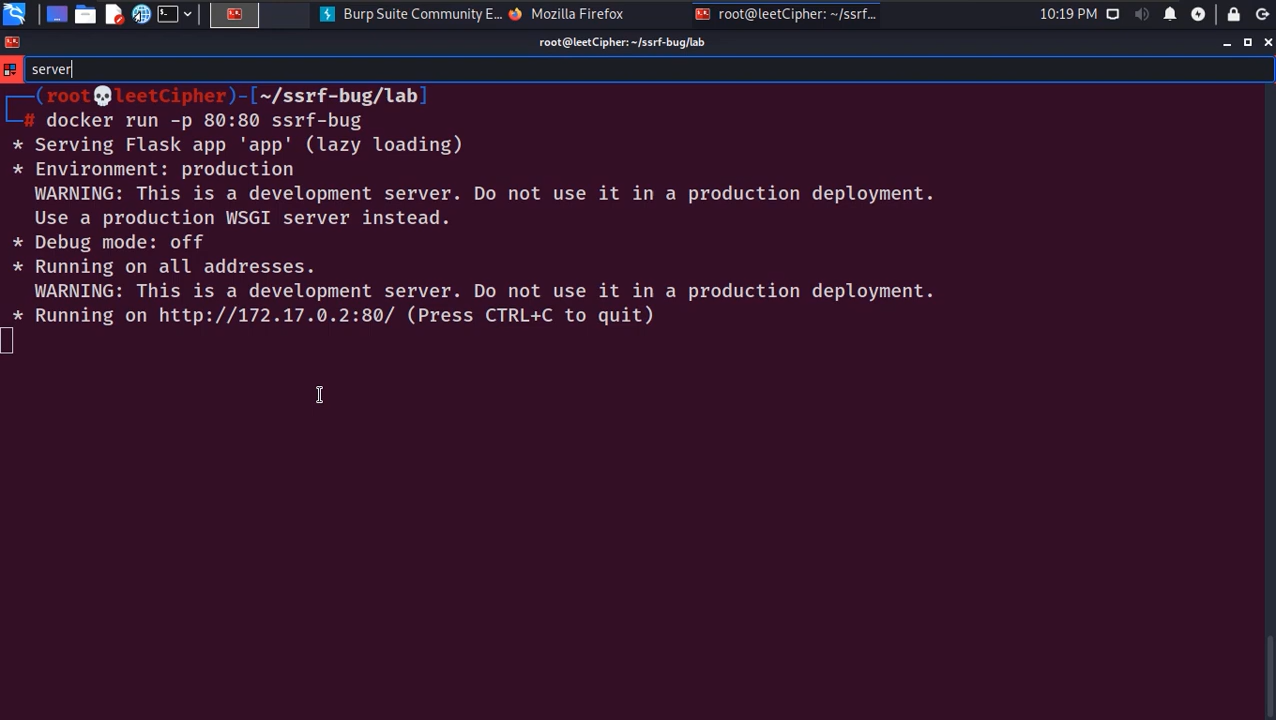 Burp Suite Community E... Mozilla Firefox root@leetCipher: ~/ssrf... 10:19 PM
root@leetCipher: ~/ssrf-bug/lab
server
(root💀leetCipher)-[~/ssrf-bug/lab]
# docker run -p 80:80 ssrf-bug
* Serving Flask app 'app' (lazy loading)
* Environment: production
WARNING: This is a development server. Do not use it in a production deployment.
Use a production WSGI server instead.
* Debug mode: off
* Running on all addresses.
WARNING: This is a development server. Do not use it in a production deployment.
* Running on http://172.17.0.2:80/ (Press CTRL+C to quit)